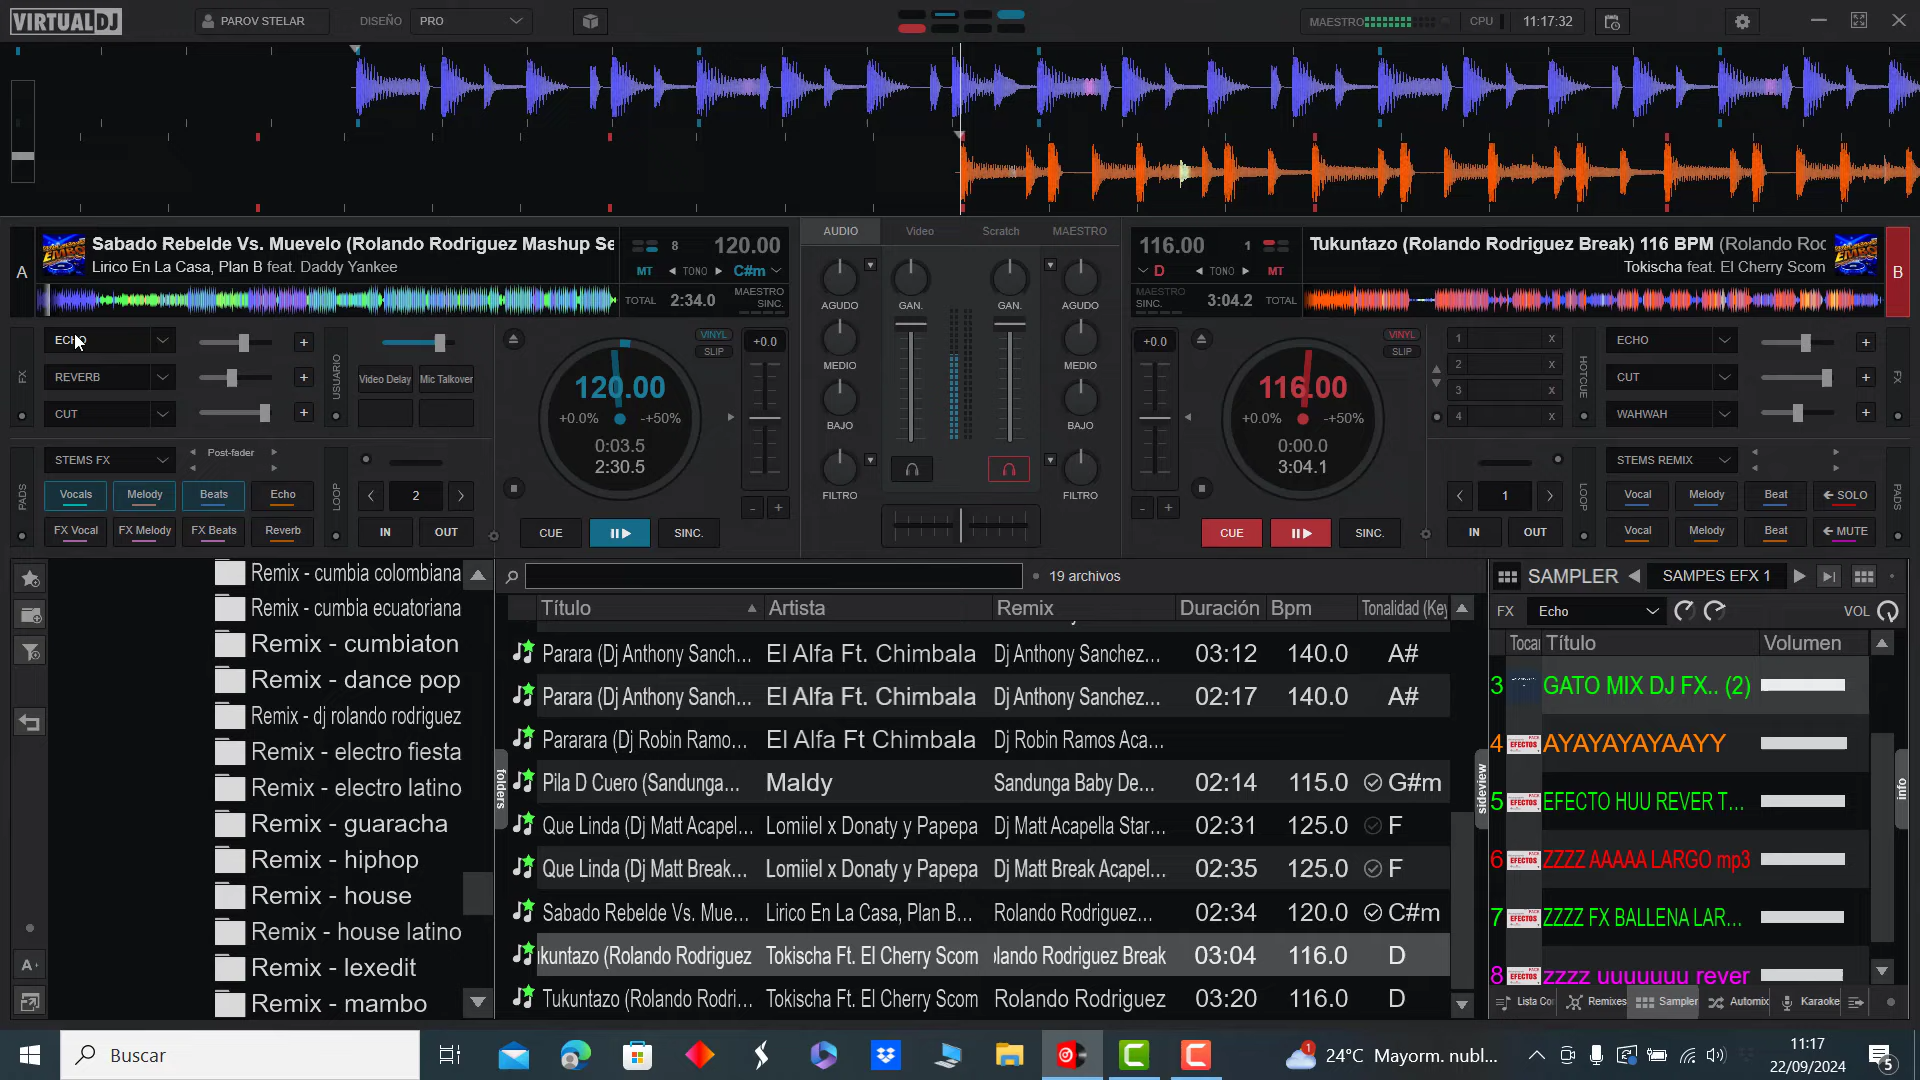 VIRTUALDJ
PAROV STELAR
DISEÑO PRO
MAESTRO
CPU
11:17:32
A
Sabado Rebelde Vs. Muevelo (Rolando Rodriguez Mashup Se
Lirico En La Casa, Plan B feat. Daddy Yankee
8 120.00
MT TONO C#m
TOTAL 2:34.0 MAESTRO SINC.
AUDIO Video Scratch MAESTRO
116.00 1
D TONO MT
MAESTRO SINC. 3:04.2 TOTAL
Tukuntazo (Rolando Rodriguez Break) 116 BPM (Rolando Roc
Tokischa feat. El Cherry Scom
B
FX
ECHO
REVERB
CUT
USUARIO
Video Delay Mic Talkover
VINYL
SLIP
+0.0
120.00
+0.0% -+50%
0:03.5
2:30.5
AGUDO GAN. GAN. AGUDO
MEDIO MEDIO
BAJO BAJO
FILTRO FILTRO
+0.0
VINYL
SLIP
116.00
+0.0% -+50%
0:00.0
3:04.1
1 X
2 X
3 X
4 X
HOTCUE
ECHO
CUT
WAHWAH
FX
PADS
STEMS FX Post-fader
Vocals Melody Beats Echo
FX Vocal FX Melody FX Beats Reverb
LOOP
2
IN OUT
CUE SINC.
CUE SINC.
1
IN OUT
LOOP
STEMS REMIX
Vocal Melody Beat SOLO
Vocal Melody Beat MUTE
PADS
Remix - cumbia colombiana
Remix - cumbia ecuatoriana
Remix - cumbiaton
Remix - dance pop
Remix - dj rolando rodriguez
Remix - electro fiesta
Remix - electro latino
Remix - guaracha
Remix - hiphop
Remix - house
Remix - house latino
Remix - lexedit
Remix - mambo
folders
19 archivos
Título Artista Remix Duración Bpm Tonalidad (Key
Parara (Dj Anthony Sanch... El Alfa Ft. Chimbala Dj Anthony Sanchez... 03:12 140.0 A#
Parara (Dj Anthony Sanch... El Alfa Ft. Chimbala Dj Anthony Sanchez... 02:17 140.0 A#
Pararara (Dj Robin Ramo... El Alfa Ft Chimbala Dj Robin Ramos Aca...
Pila D Cuero (Sandunga... Maldy Sandunga Baby De... 02:14 115.0 G#m
Que Linda (Dj Matt Acapel... Lomiiel x Donaty y Papepa Dj Matt Acapella Star... 02:31 125.0 F
Que Linda (Dj Matt Break... Lomiiel x Donaty y Papepa Dj Matt Break Acapel... 02:35 125.0 F
Sabado Rebelde Vs. Mue... Lirico En La Casa, Plan B... Rolando Rodriguez... 02:34 120.0 C#m
ukuntazo (Rolando Rodriguez Tokischa Ft. El Cherry Scom olando Rodriguez Break 03:04 116.0 D
Tukuntazo (Rolando Rodri... Tokischa Ft. El Cherry Scom Rolando Rodriguez 03:20 116.0 D
sideview
SAMPLER SAMPES EFX 1
FX Echo VOL
Tocar Título Volumen
3 GATO MIX DJ FX.. (2)
4 AYAYAYAYAAYY
5 EFECTO HUU REVER T...
6 ZZZZ AAAAA LARGO mp3
7 ZZZZ FX BALLENA LAR...
8 zzzz uuuuuuu rever
info
Lista Cor Remixes Sampler Automix Karaoke
Buscar
1 24°C Mayorm. nubl...
11:17
22/09/2024
5